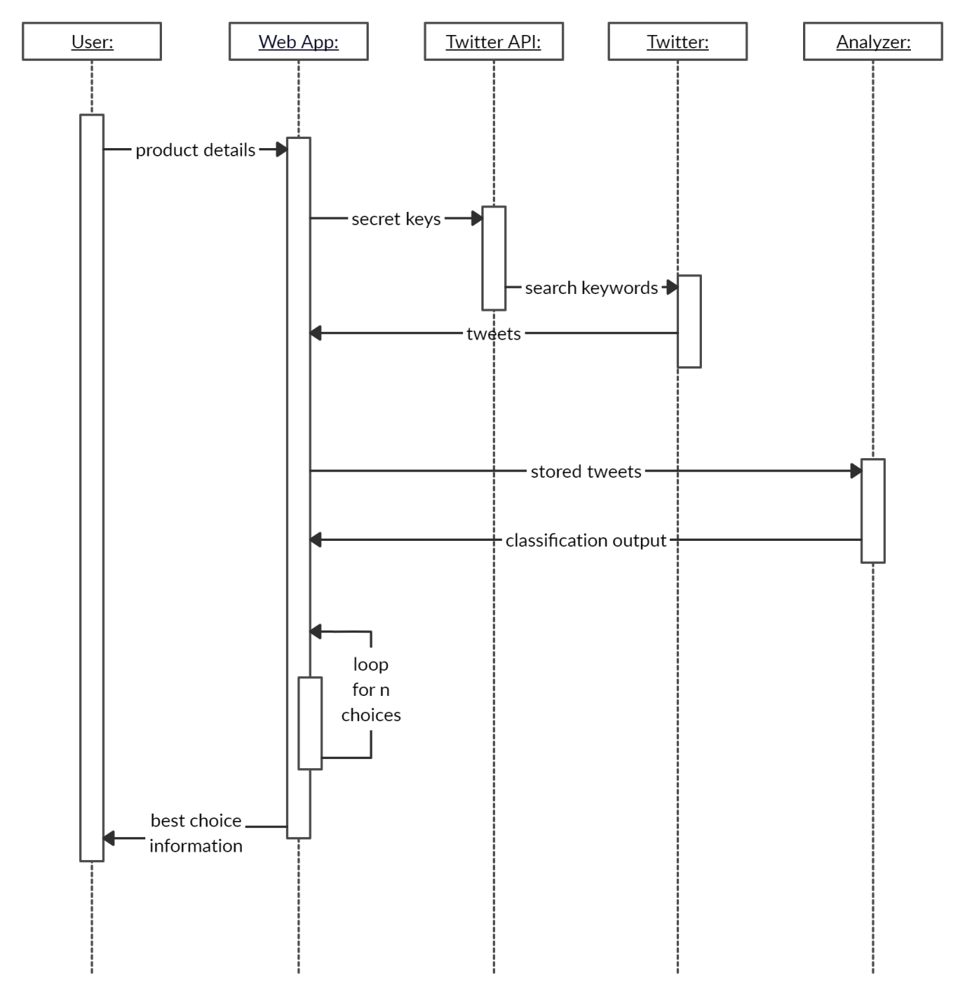 User:
Web App:
Twitter API:
Twitter:
Analyzer:
product details
secret keys
search keywords
tweets
stored tweets
classification output
loop
for n
choices
best choice
information